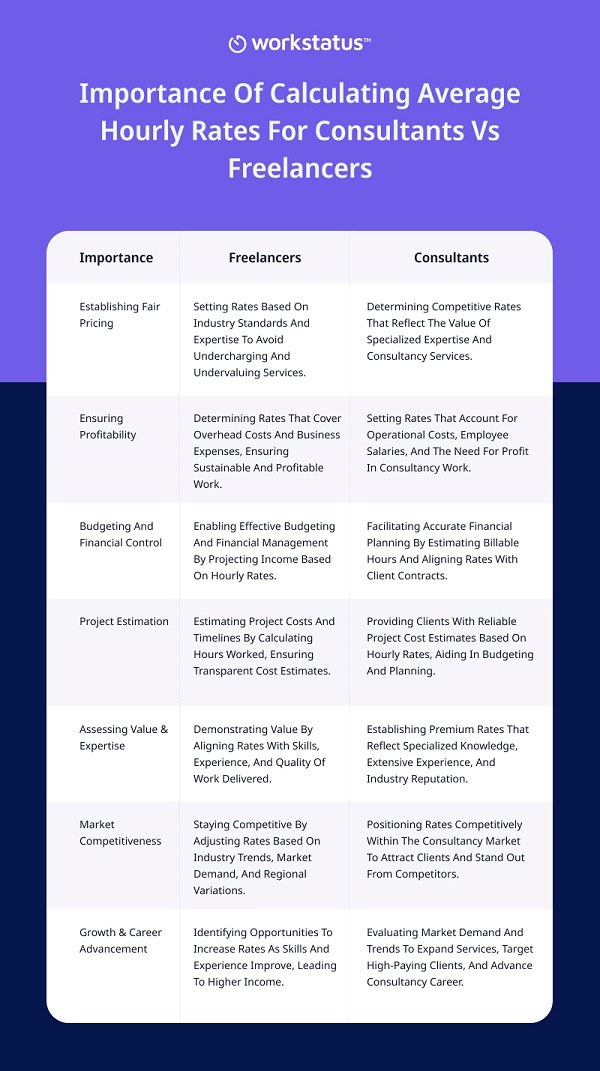 workstatus™
Importance Of Calculating Average
Hourly Rates For Consultants Vs
Freelancers
Importance
Freelancers
Consultants
Establishing Fair
Pricing
Setting Rates Based On
Industry Standards And
Expertise To Avoid
Undercharging And
Undervaluing Services.
Determining Competitive Rates
That Reflect The Value Of
Specialized Expertise And
Consultancy Services.
Ensuring
Profitability
Determining Rates That Cover
Overhead Costs And Business
Expenses, Ensuring
Sustainable And Profitable
Work.
Setting Rates That Account For
Operational Costs, Employee
Salaries, And The Need For Profit
In Consultancy Work.
Budgeting And
Financial Control
Enabling Effective Budgeting
And Financial Management
By Projecting Income Based
On Hourly Rates.
Facilitating Accurate Financial
Planning By Estimating Billable
Hours And Aligning Rates With
Client Contracts.
Project Estimation
Estimating Project Costs And
Timelines By Calculating
Hours Worked, Ensuring
Transparent Cost Estimates.
Providing Clients With Reliable
Project Cost Estimates Based On
Hourly Rates, Aiding In Budgeting
And Planning.
Assessing Value &
Expertise
Demonstrating Value By
Aligning Rates With Skills,
Experience, And Quality Of
Work Delivered.
Establishing Premium Rates That
Reflect Specialized Knowledge,
Extensive Experience, And
Industry Reputation.
Market
Competitiveness
Staying Competitive By
Adjusting Rates Based On
Industry Trends, Market
Demand, And Regional
Variations.
Positioning Rates Competitively
Within The Consultancy Market
To Attract Clients And Stand Out
From Competitors.
Growth & Career
Advancement
Identifying Opportunities To
Increase Rates As Skills And
Experience Improve, Leading
To Higher Income.
Evaluating Market Demand And
Trends To Expand Services, Target
High-Paying Clients, And Advance
Consultancy Career.